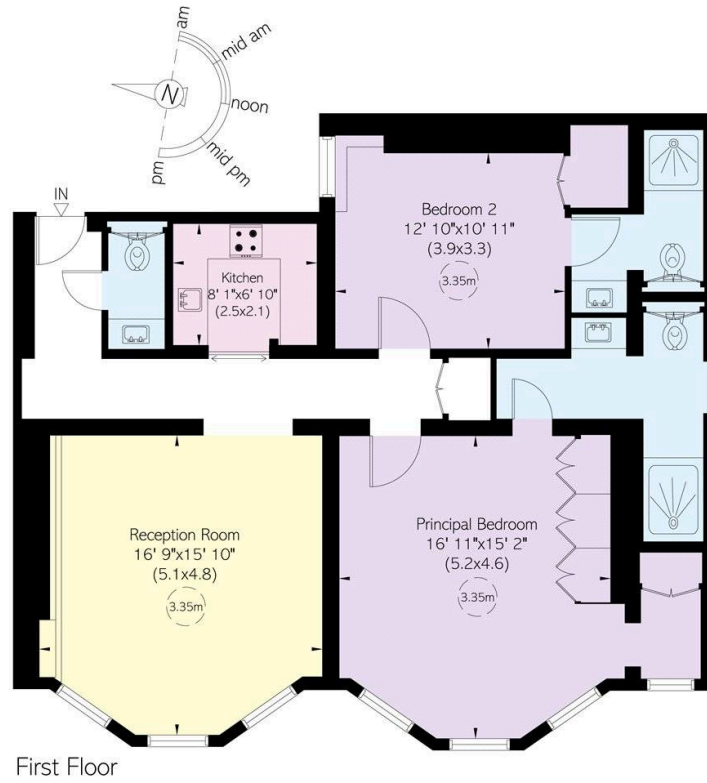 am
mid am
N
noon
mid pm
pm
IN
Kitchen
8' 1"x6' 10"
(2.5x2.1)
Bedroom 2
12' 10"x10' 11"
(3.9x3.3)
3.35m
Reception Room
16' 9"x15' 10"
(5.1x4.8)
3.35m
Principal Bedroom
16' 11"x15' 2"
(5.2x4.6)
3.35m
First Floor